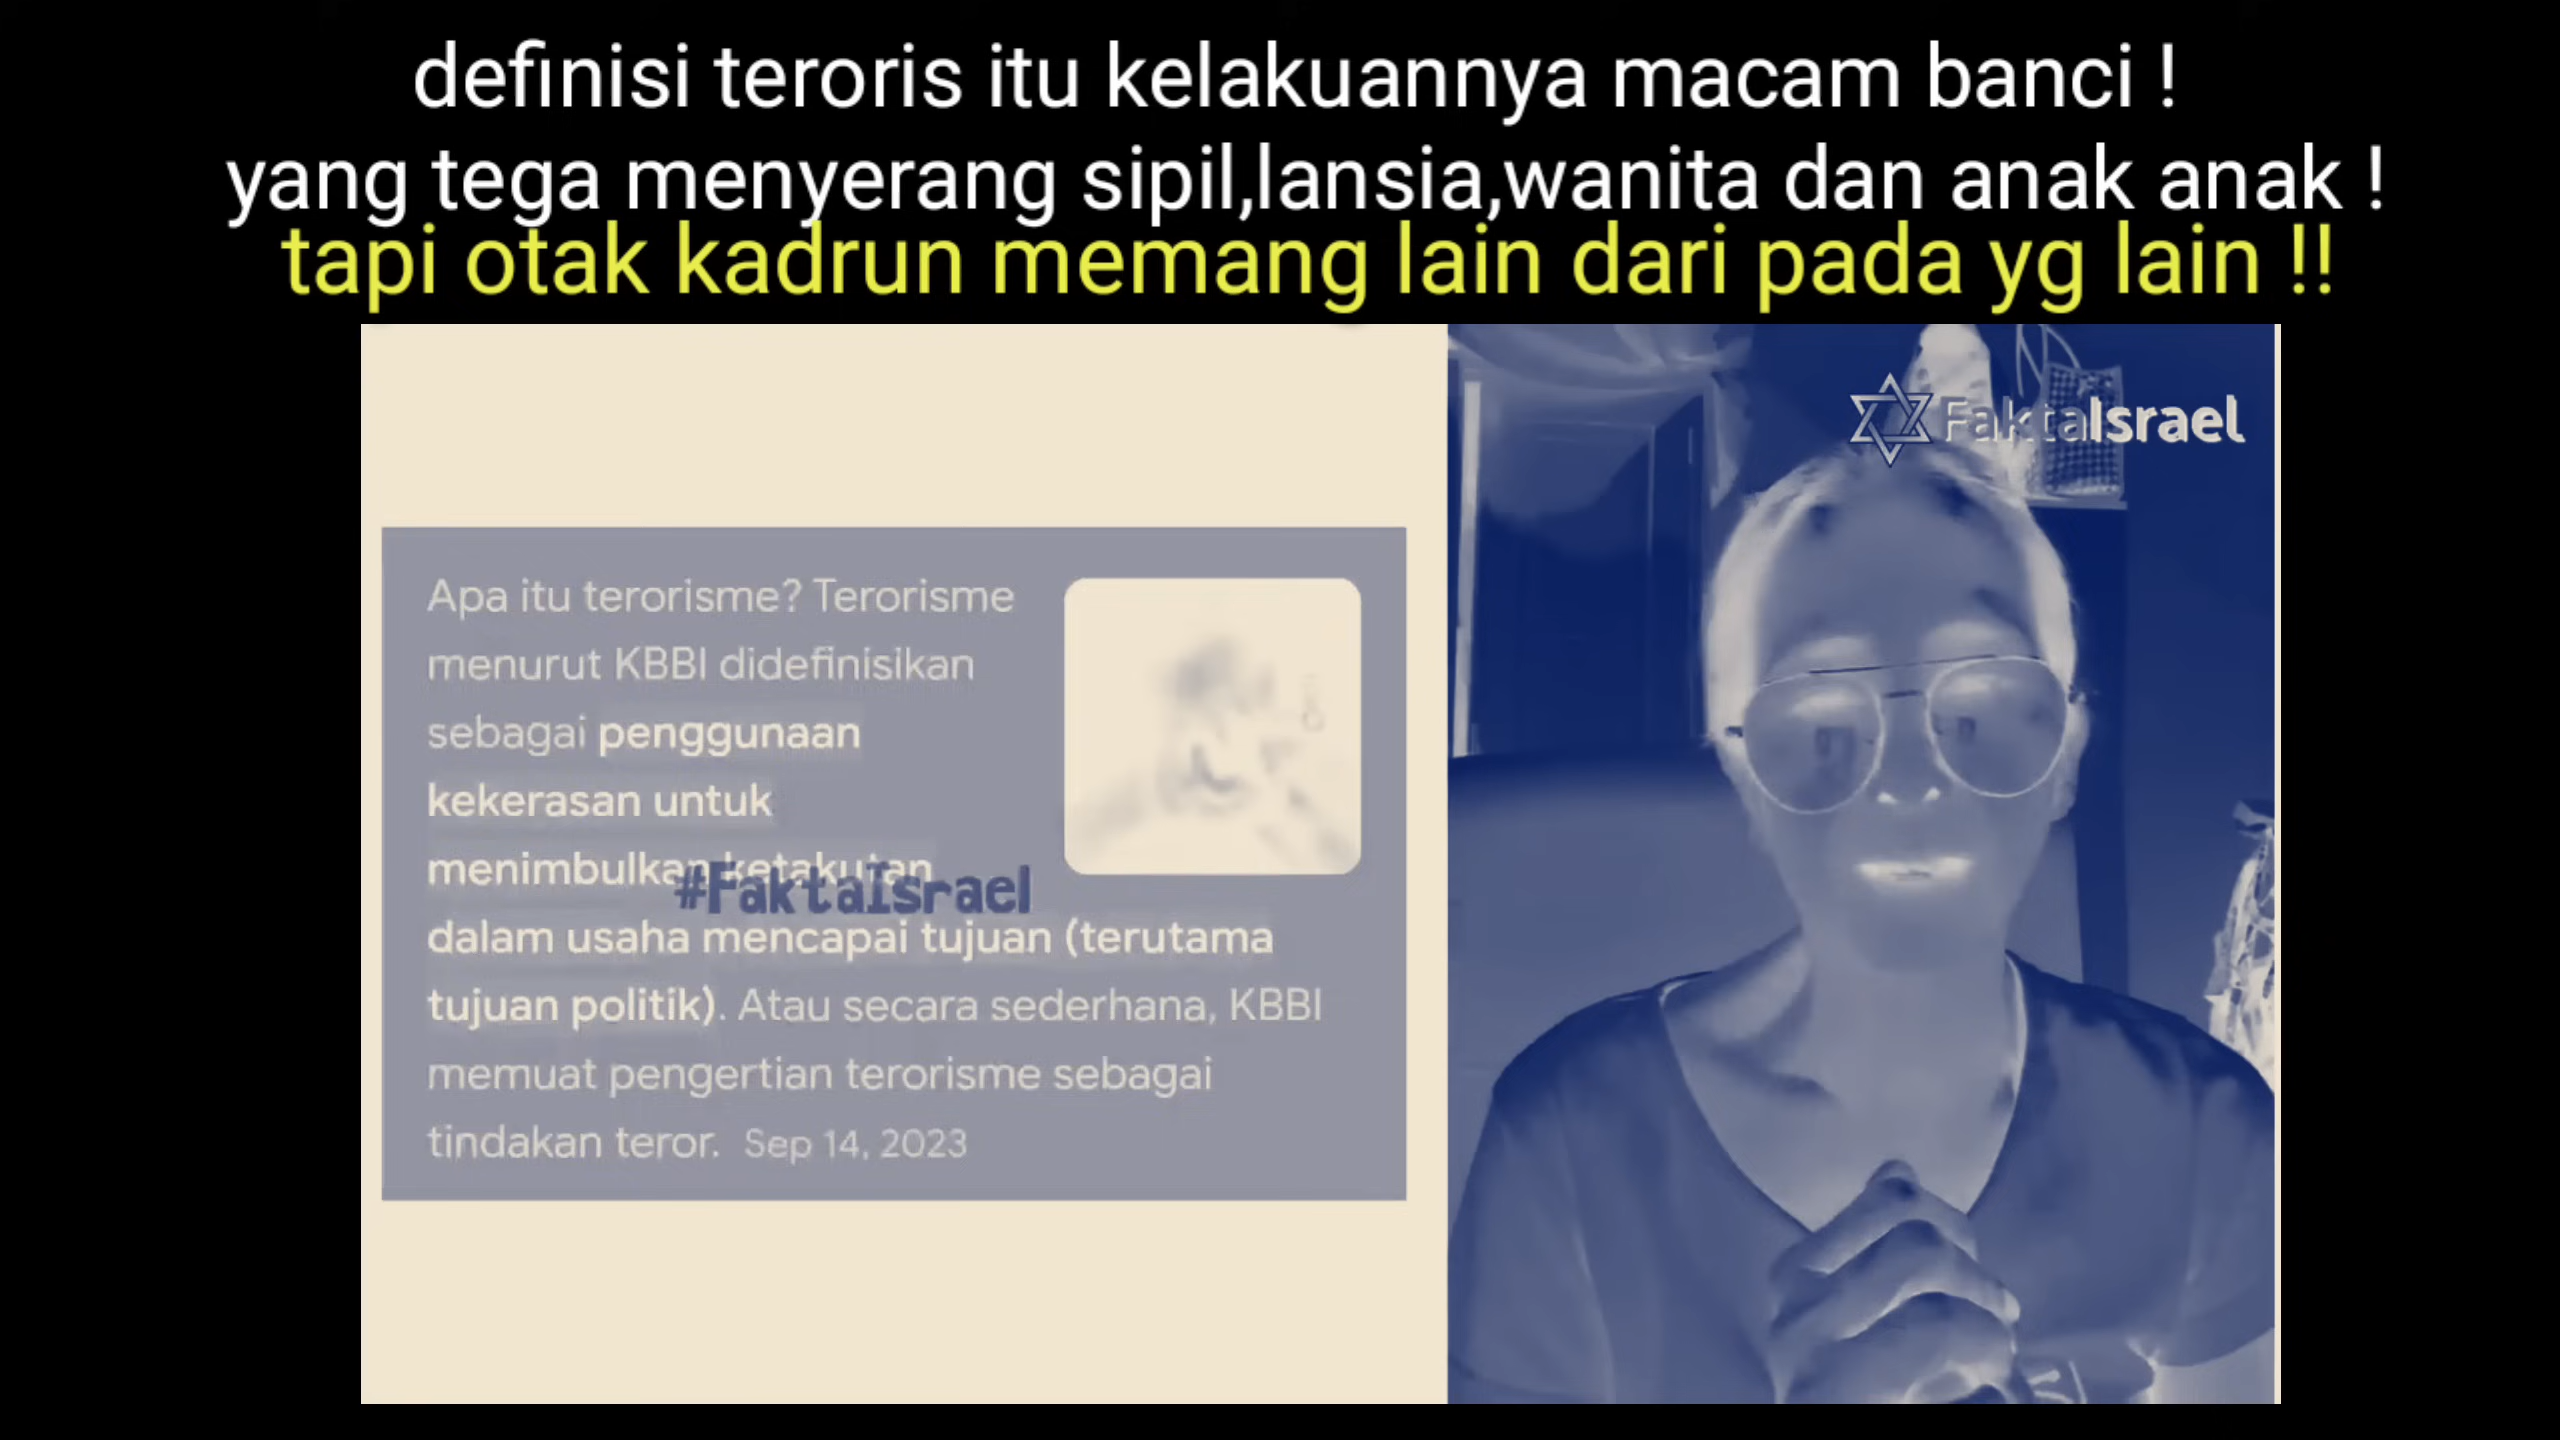 definisi teroris itu kelakuannya macam banci !
yang tega menyerang sipil,lansia,wanita dan anak anak !
tapi otak kadrun memang lain dari pada yg lain !!
FaktaIsrael
Apa itu terorisme? Terorisme
menurut KBBI didefinisikan
sebagai penggunaan
kekerasan untuk
menimbulkan ketakutan
#FaktaIsrael
dalam usaha mencapai tujuan (terutama
tujuan politik). Atau secara sederhana, KBBI
memuat pengertian terorisme sebagai
tindakan teror. Sep 14, 2023